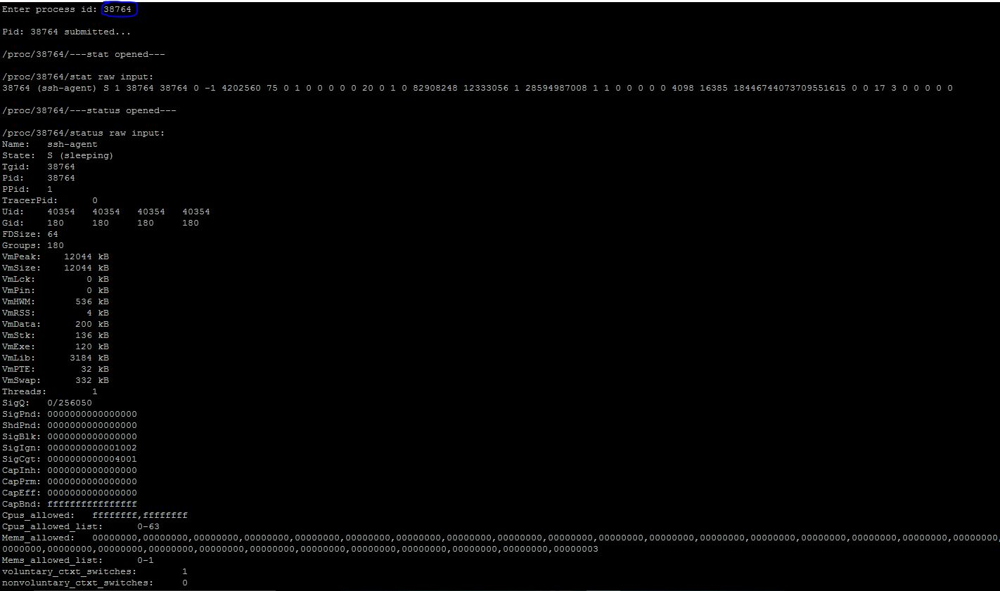 Enter process id: 38764
Pid: 38764 submitted...
/proc/38764/---stat opened---
/proc/38764/stat raw input:
38764 (ssh-agent) S 1 38764 38764 0 -1 4202560 75 0 1 0 0 0 0 0 20 0 1 0 82908248 12333056 1 28594987008 1 1 0 0 0 0 0 4098 16385 18446744073709551615 0 0 17 3 0 0 0 0 0
/proc/38764/---status opened---
/proc/38764/status raw input:
Name:   ssh-agent
State:  S (sleeping)
Tgid:   38764
Pid:    38764
PPid:   1
TracerPid:      0
Uid:    40354   40354   40354   40354
Gid:    180     180     180     180
FDSize: 64
Groups: 180
VmPeak:    12044 kB
VmSize:    12044 kB
VmLck:         0 kB
VmPin:         0 kB
VmHWM:       536 kB
VmRSS:         4 kB
VmData:      200 kB
VmStk:       136 kB
VmExe:       120 kB
VmLib:      3184 kB
VmPTE:        32 kB
VmSwap:      332 kB
Threads:        1
SigQ:   0/256050
SigPnd: 0000000000000000
ShdPnd: 0000000000000000
SigBlk: 0000000000000000
SigIgn: 0000000000001002
SigCgt: 0000000000004001
CapInh: 0000000000000000
CapPrm: 0000000000000000
CapEff: 0000000000000000
CapBnd: ffffffffffffffff
Cpus_allowed:   ffffffff,ffffffff
Cpus_allowed_list:      0-63
Mems_allowed:   00000000,00000000,00000000,00000000,00000000,00000000,00000000,00000000,00000000,00000000,00000000,00000000,00000000,00000000,00000000,00000000,00000000,00000000,
0000000,00000000,00000000,00000000,00000000,00000000,00000000,00000000,00000000,00000000,00000000,00000003
Mems_allowed_list:      0-1
voluntary_ctxt_switches:        1
nonvoluntary_ctxt_switches:     0